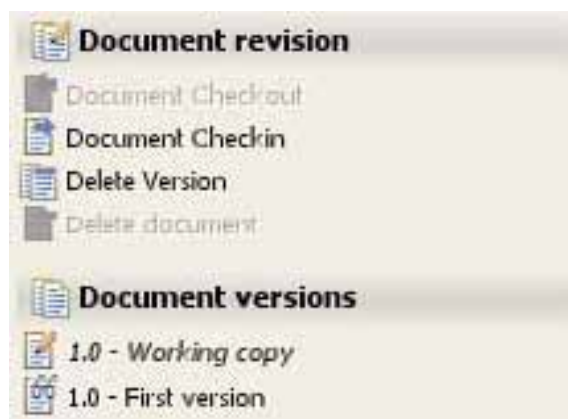 Document revision
Document Checkout
Document Checkin
Delete Version
Delete document
Document versions
1.0 - Working copy
1.0 - First version